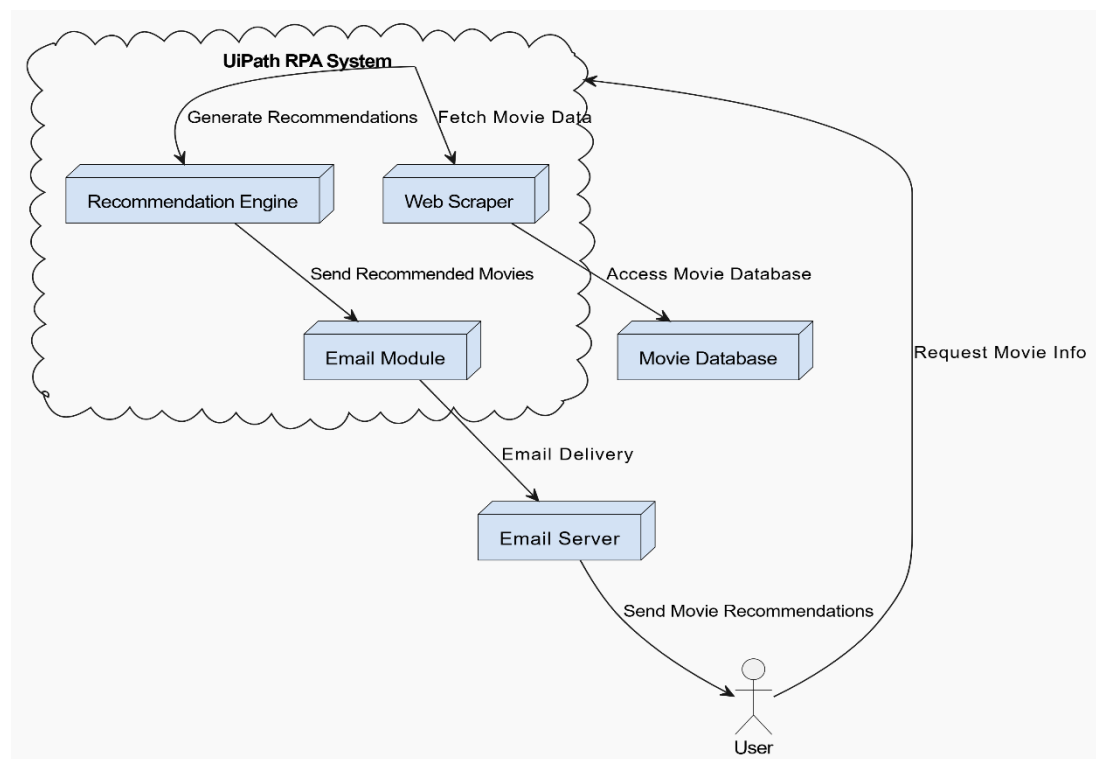 UiPath RPA System
Generate Recommendations
Fetch Movie Data
Recommendation Engine
Web Scraper
Send Recommended Movies
Access Movie Database
Email Module
Movie Database
Request Movie Info
Email Delivery
Email Server
Send Movie Recommendations
User